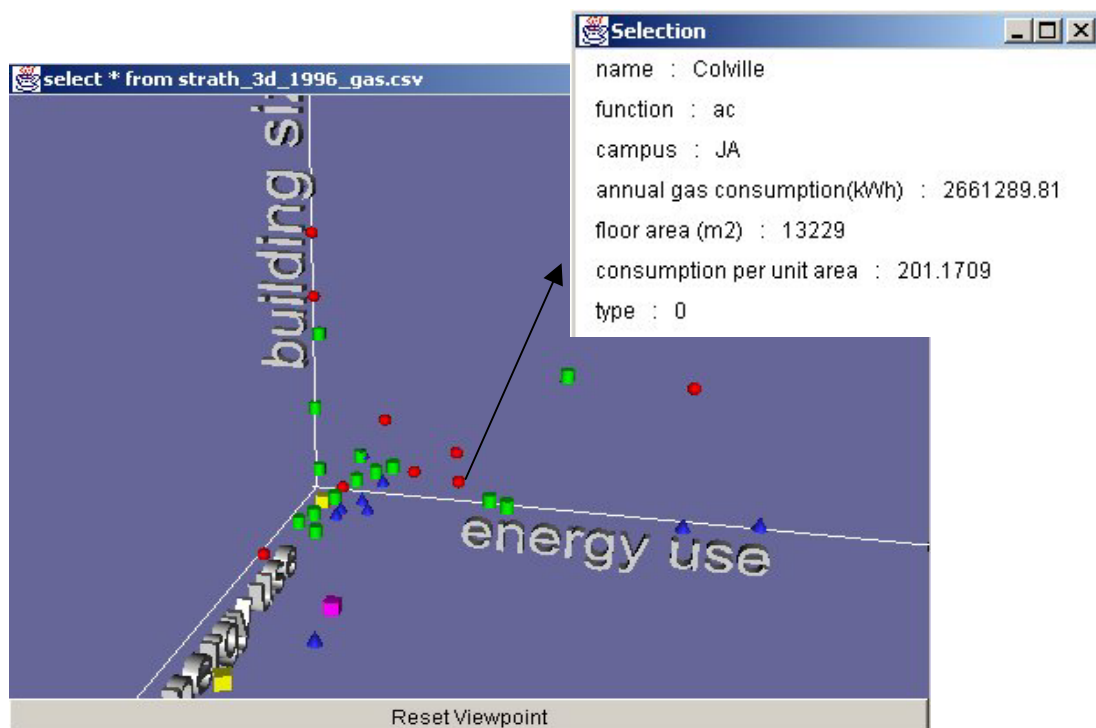 Selection
name : Colville
function : ac
campus : JA
annual gas consumption(kWh) : 2661289.81
floor area (m2) : 13229
consumption per unit area : 201.1709
type : 0
select * from strath_3d_1996_gas.csv
building
energy use
use
Reset Viewpoint